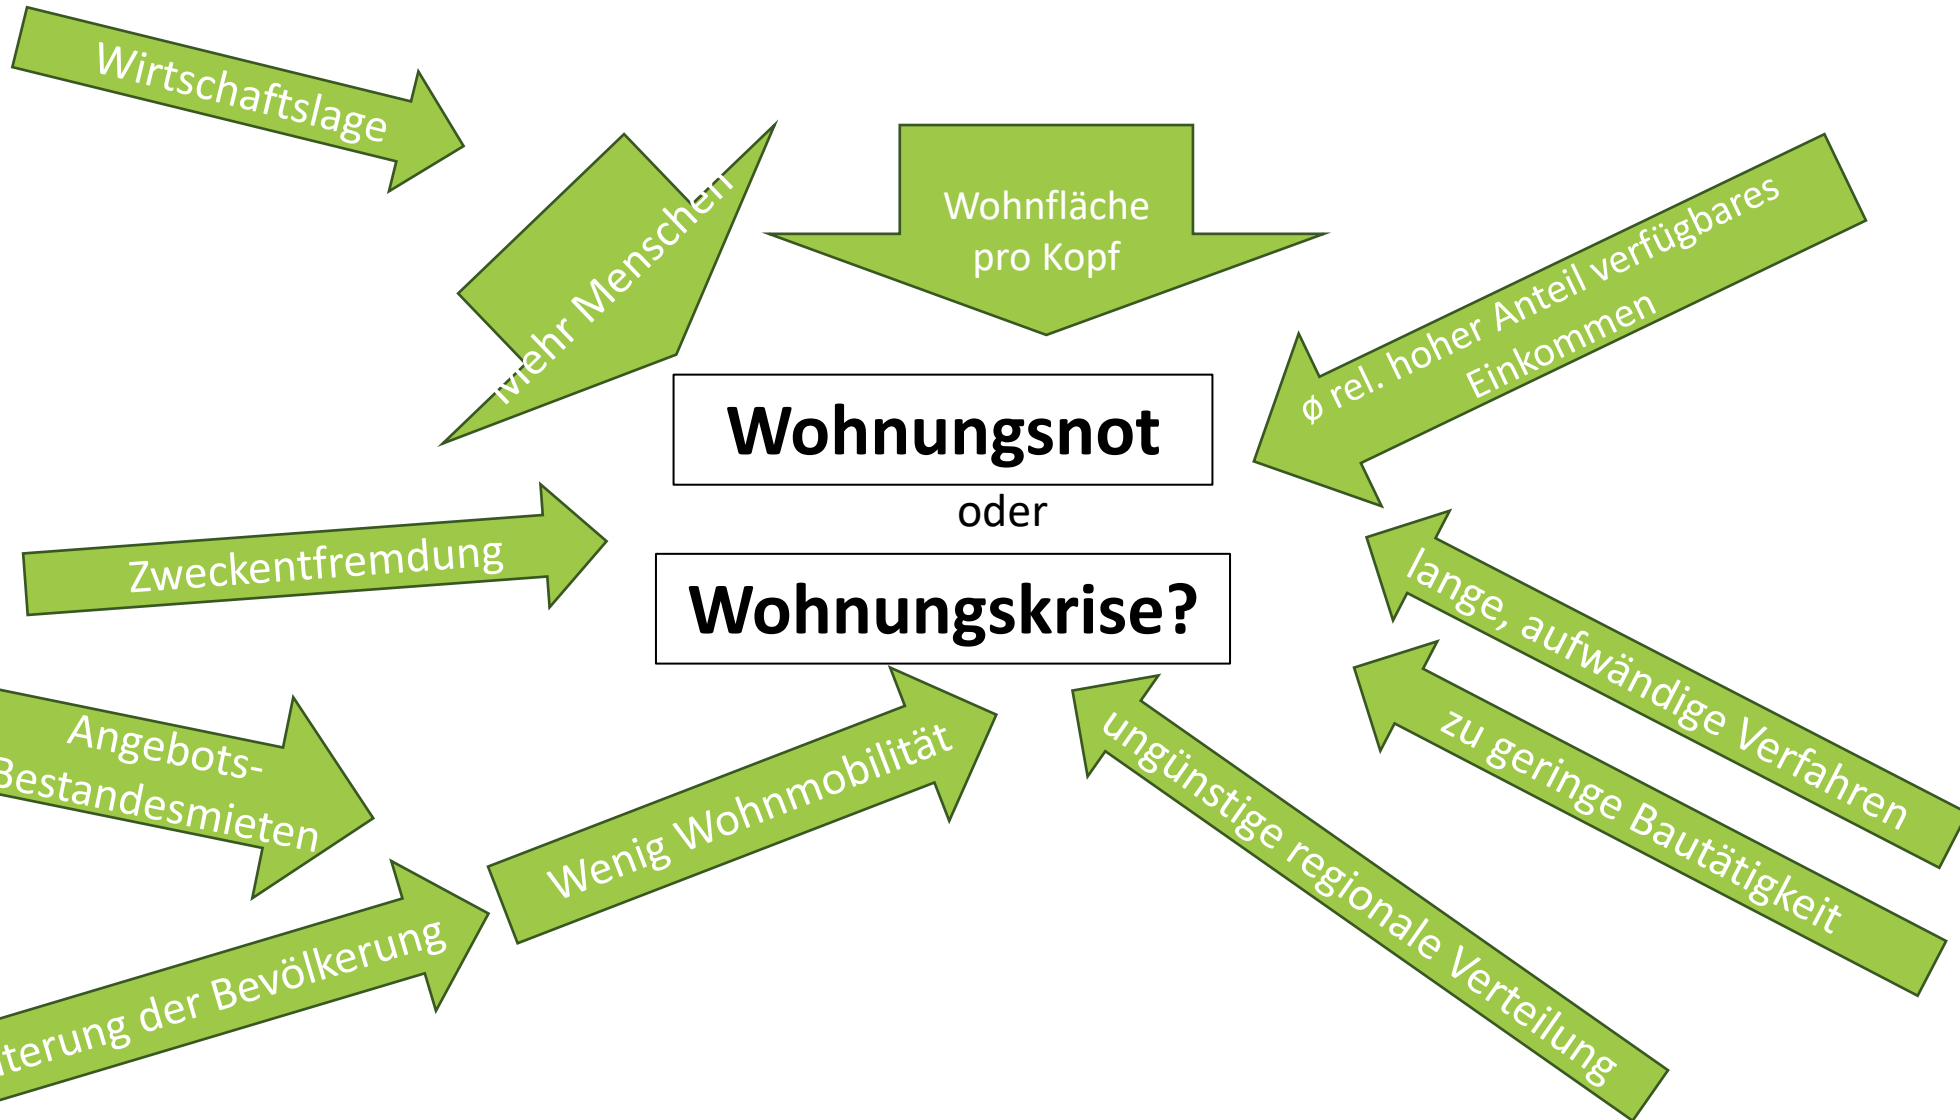 Wirtschaftslage
Mehr Menschen
Wohnfläche
pro Kopf
ø rel. hoher Anteil verfügbares
Einkommen
Wohnungsnot
oder
Wohnungskrise?
Zweckentfremdung
lange, aufwändige Verfahren
zu geringe Bautätigkeit
Angebots-
Bestandesmieten
Wenig Wohnmobilität
ungünstige regionale Verteilung
der Bevölkerung